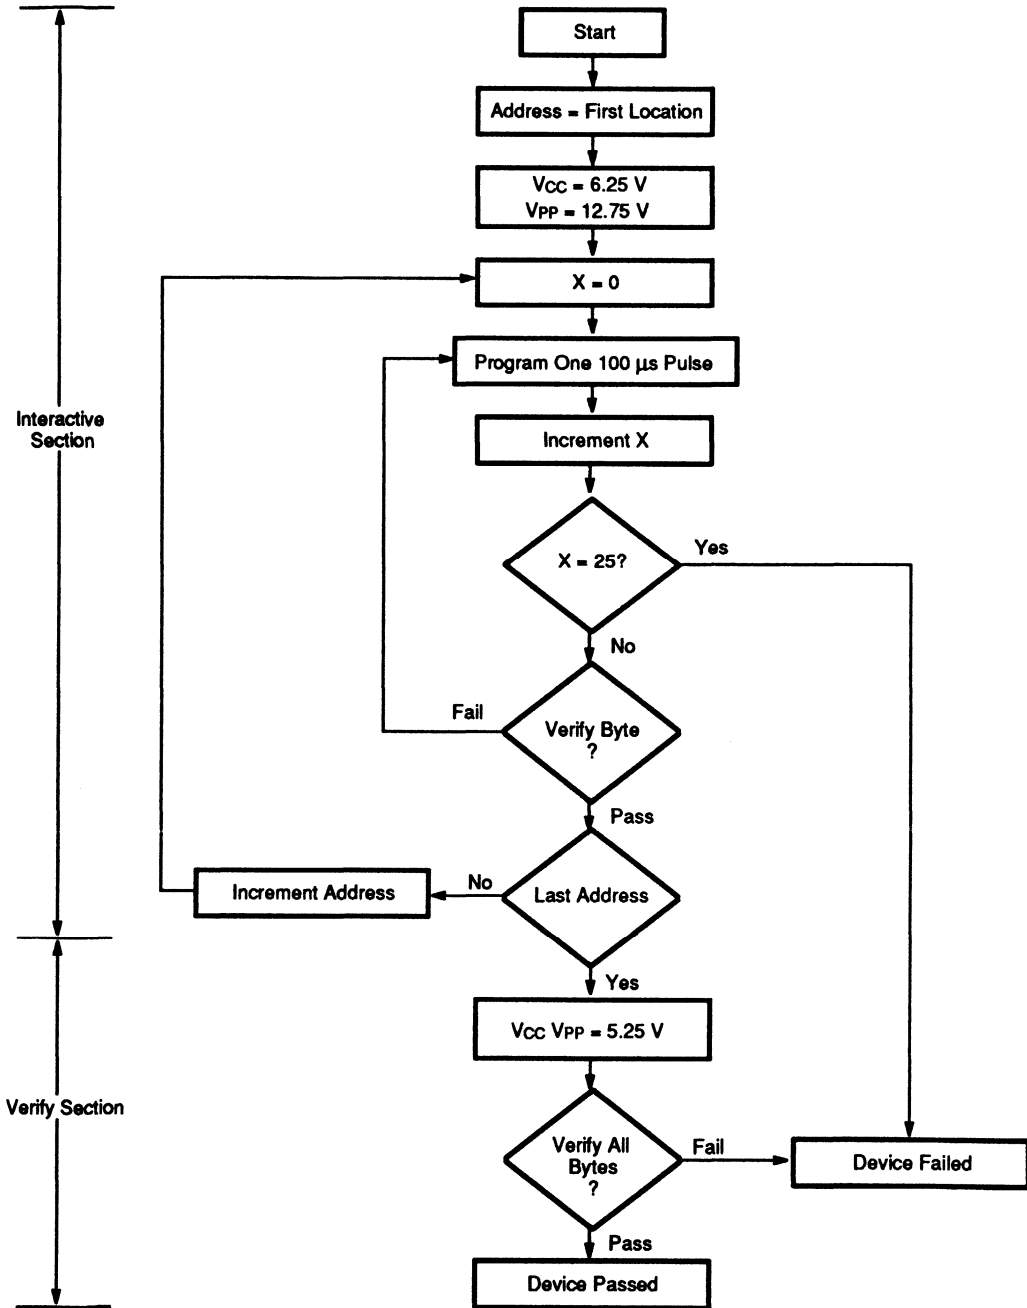 Start
Address = First Location
VCC = 6.25 V
VPP = 12.75 V
X = 0
Program One 100 µs Pulse
Interactive
Section
Increment X
X = 25?
Yes
No
Fail
Verify Byte
?
Pass
Increment Address
No
Last Address
Yes
VCC VPP = 5.25 V
Verify Section
Verify All
Bytes
?
Fail
Device Failed
Pass
Device Passed